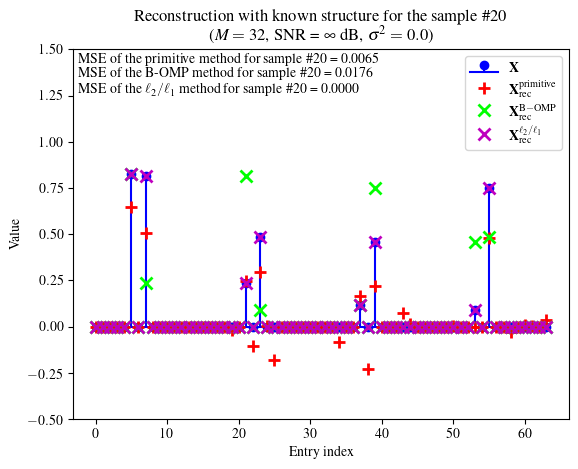 Reconstruction with known structure for the sample #20
(M = 32, SNR = ∞ dB, σ² = 0.0)
MSE of the primitive method for sample #20 = 0.0065
MSE of the B-OMP method for sample #20 = 0.0176
MSE of the ℓ₂/ℓ₁ method for sample #20 = 0.0000
X
X_rec^primitive
X_rec^B−OMP
X_rec^ℓ₂/ℓ₁
1.50
1.25
1.00
0.75
0.50
0.25
0.00
−0.25
−0.50
Value
0 10 20 30 40 50 60
Entry index